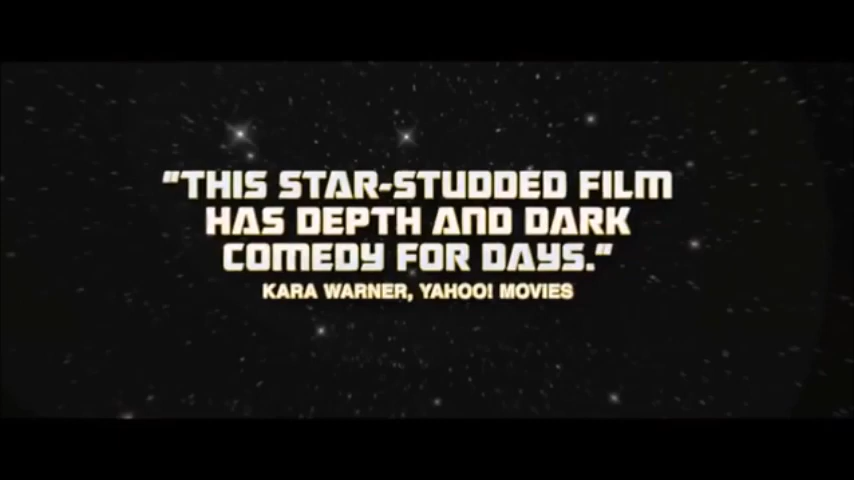 "THIS STAR-STUDDED FILM
HAS DEPTH AND DARK
COMEDY FOR DAYS."
KARA WARNER, YAHOO! MOVIES